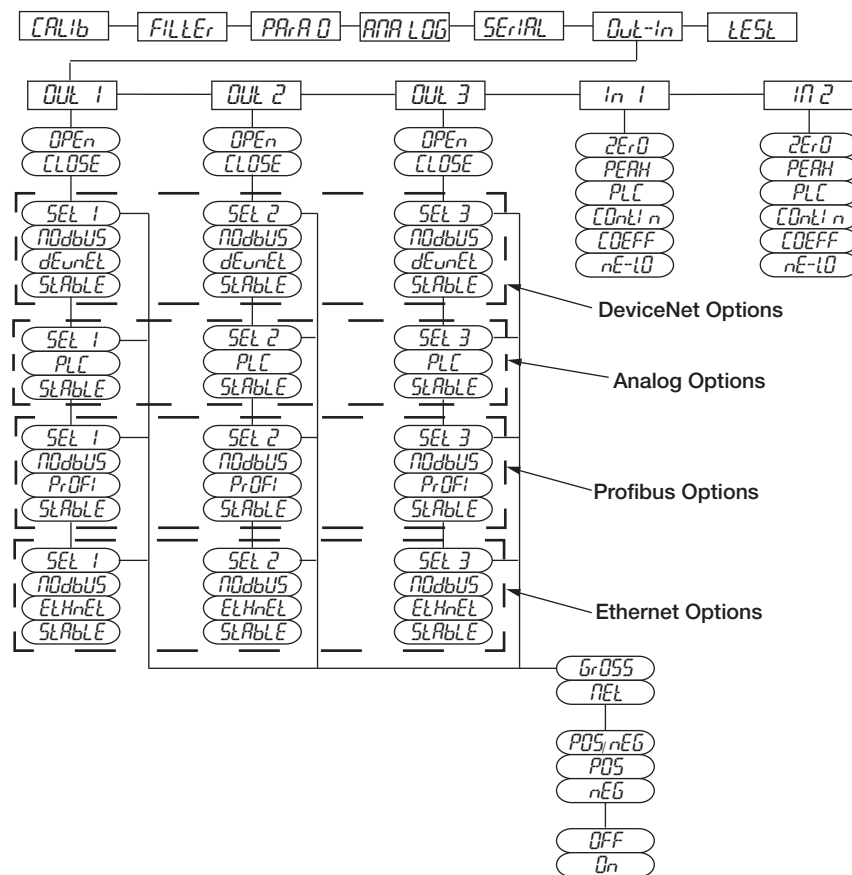 CALIb FILtEr PArA 0 ANA LOG SErIAL Out-In tESt
OUt 1 OUt 2 OUt 3 In 1 IN 2
OPEn OPEn OPEn ZErO ZErO
CLOSE CLOSE CLOSE PEAH PEAH
PLC PLC
SEt 1 SEt 2 SEt 3 COntIn COntIn
MOdbUS MOdbUS MOdbUS COEFF COEFF
dEvnEt dEvnEt dEvnEt nE-LO nE-LO
StAbLE StAbLE StAbLE
DeviceNet Options
SEt 1 SEt 2 SEt 3
PLC PLC PLC
StAbLE StAbLE StAbLE
Analog Options
SEt 1 SEt 2 SEt 3
MOdbUS MOdbUS MOdbUS
PrOFI PrOFI PrOFI
StAbLE StAbLE StAbLE
Profibus Options
SEt 1 SEt 2 SEt 3
MOdbUS MOdbUS MOdbUS
EtHnEt EtHnEt EtHnEt
StAbLE StAbLE StAbLE
Ethernet Options
GrOSS
NEt
POS/nEG
POS
nEG
OFF
On